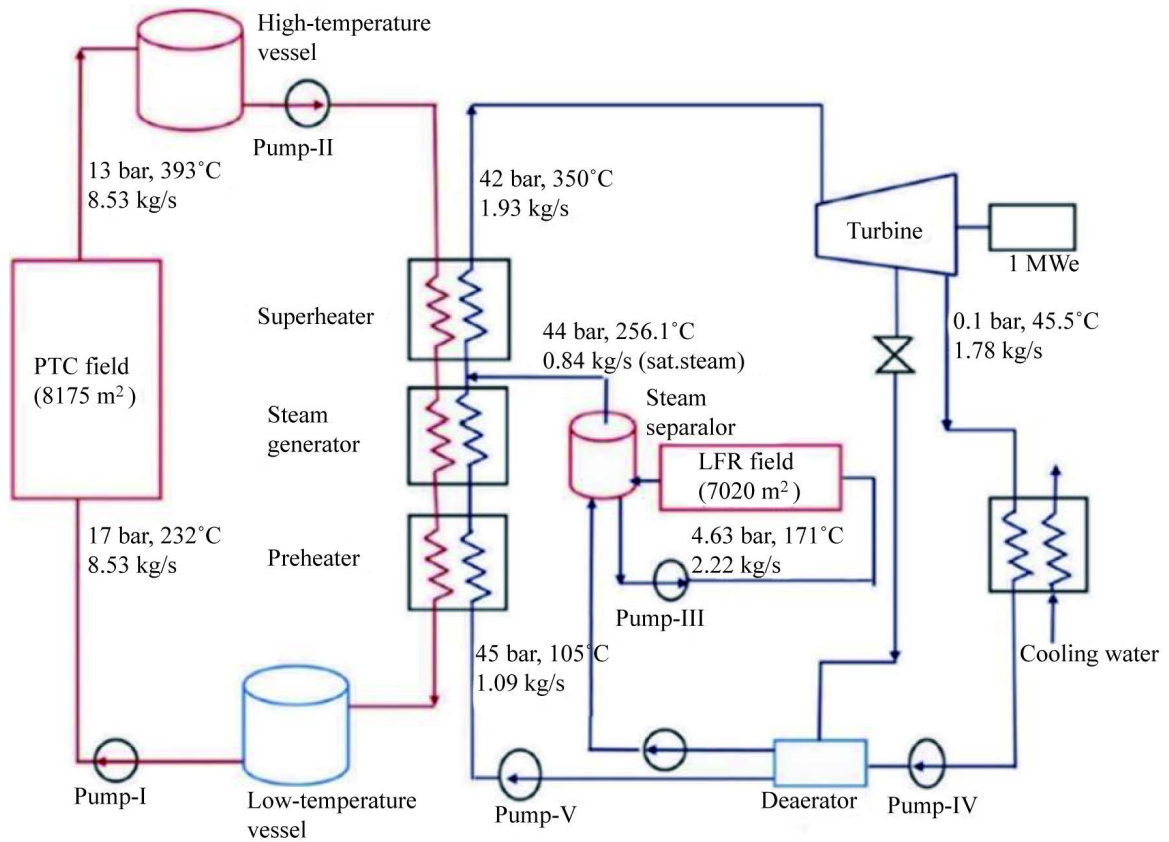 High-temperature
vessel
Pump-II
13 bar, 393˚C
8.53 kg/s
42 bar, 350˚C
1.93 kg/s
Turbine
1 MWe
Superheater
44 bar, 256.1˚C
0.84 kg/s (sat.steam)
0.1 bar, 45.5˚C
1.78 kg/s
PTC field
(8175 m²)
Steam
generator
Steam
separalor
LFR field
(7020 m²)
17 bar, 232˚C
8.53 kg/s
Preheater
4.63 bar, 171˚C
2.22 kg/s
Pump-III
45 bar, 105˚C
1.09 kg/s
Cooling water
Pump-I
Low-temperature
vessel
Pump-V
Deaerator
Pump-IV